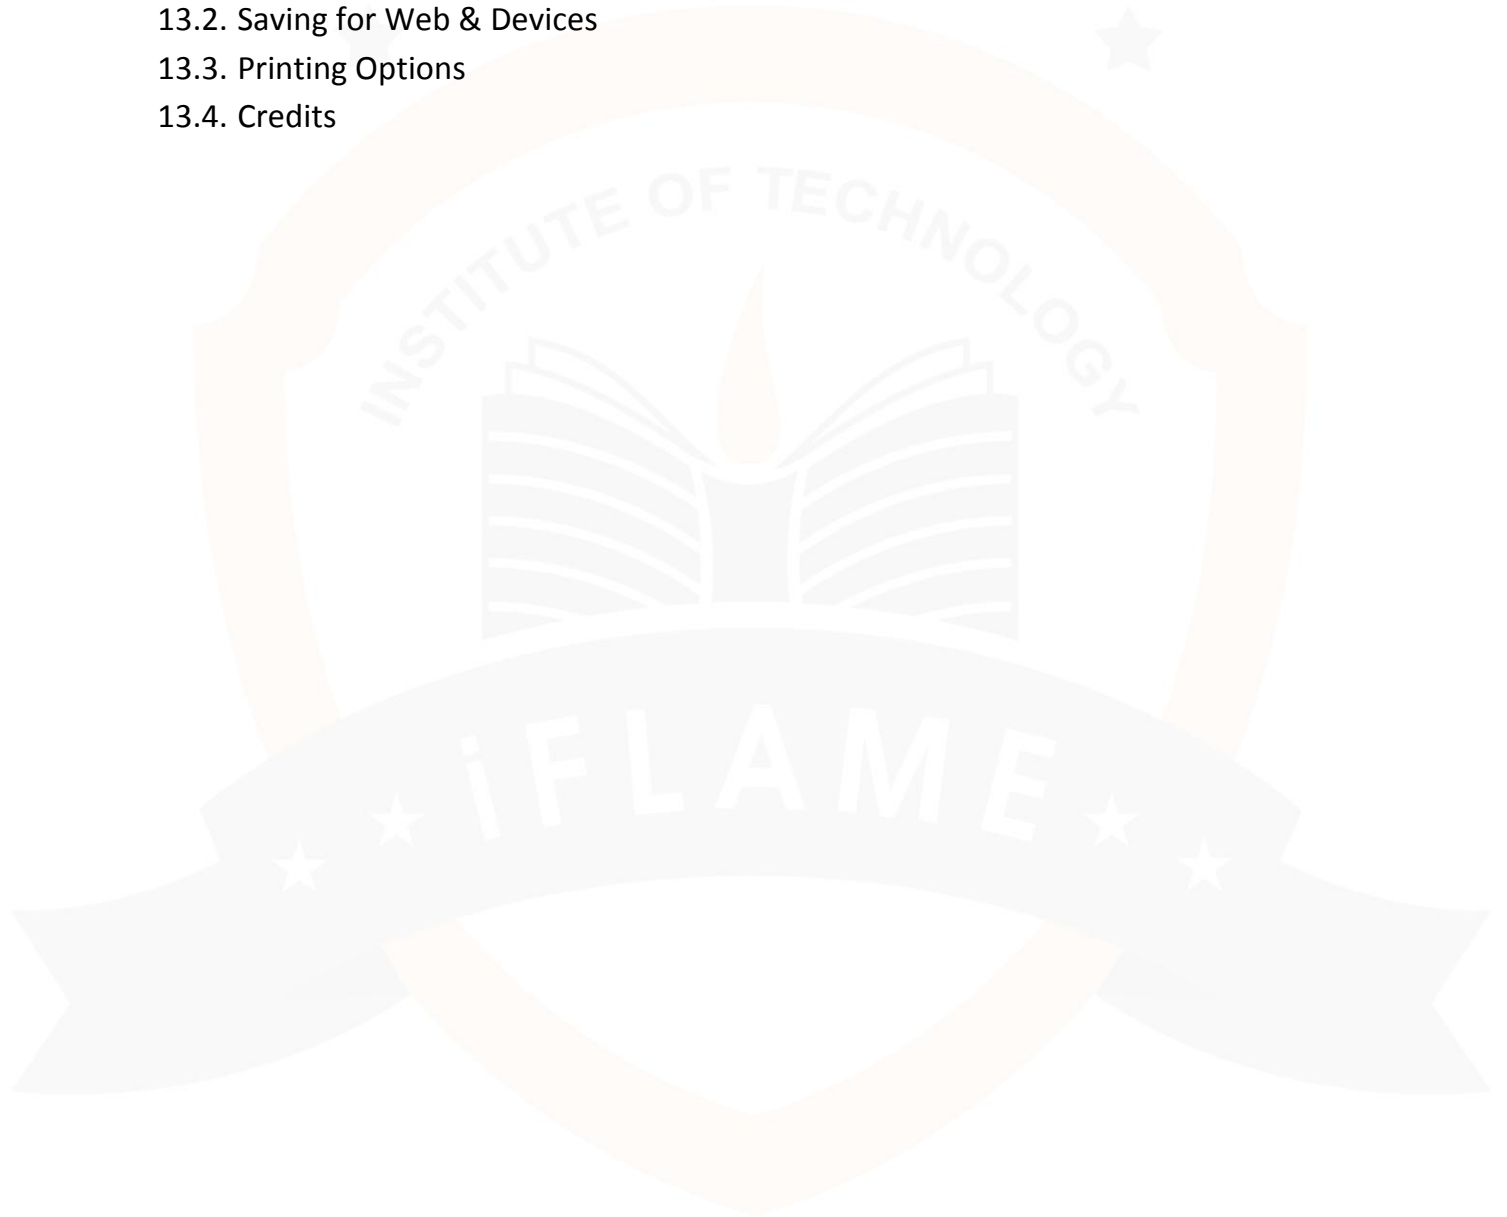 13.2. Saving for Web & Devices
13.3. Printing Options
13.4. Credits
INSTITUTE OF TECHNOLOGY
iFLAME